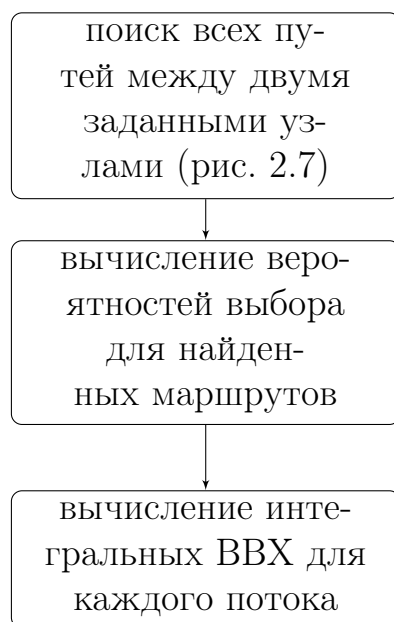 поиск всех пу-
тей между двумя
заданными уз-
лами (рис. 2.7)
вычисление веро-
ятностей выбора
для найден-
ных маршрутов
вычисление инте-
гральных ВВХ для
каждого потока